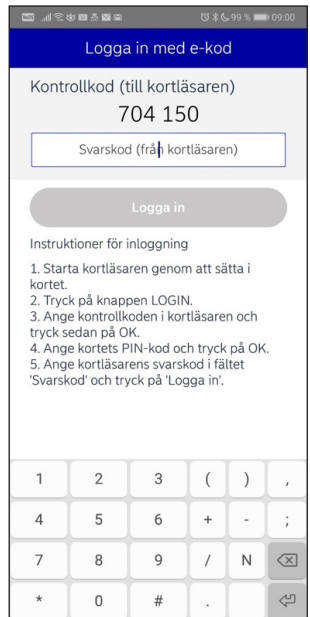 99 % 09:00
Logga in med e-kod
Kontrollkod (till kortläsaren)
704 150
Svarskod (från kortläsaren)
Logga in
Instruktioner för inloggning
1. Starta kortläsaren genom att sätta i
kortet.
2. Tryck på knappen LOGIN.
3. Ange kontrollkoden i kortläsaren och
tryck sedan på OK.
4. Ange kortets PIN-kod och tryck på OK.
5. Ange kortläsarens svarskod i fältet
'Svarskod' och tryck på 'Logga in'.
1 2 3 ( ) ,
4 5 6 + - ;
7 8 9 / N
* 0 # .